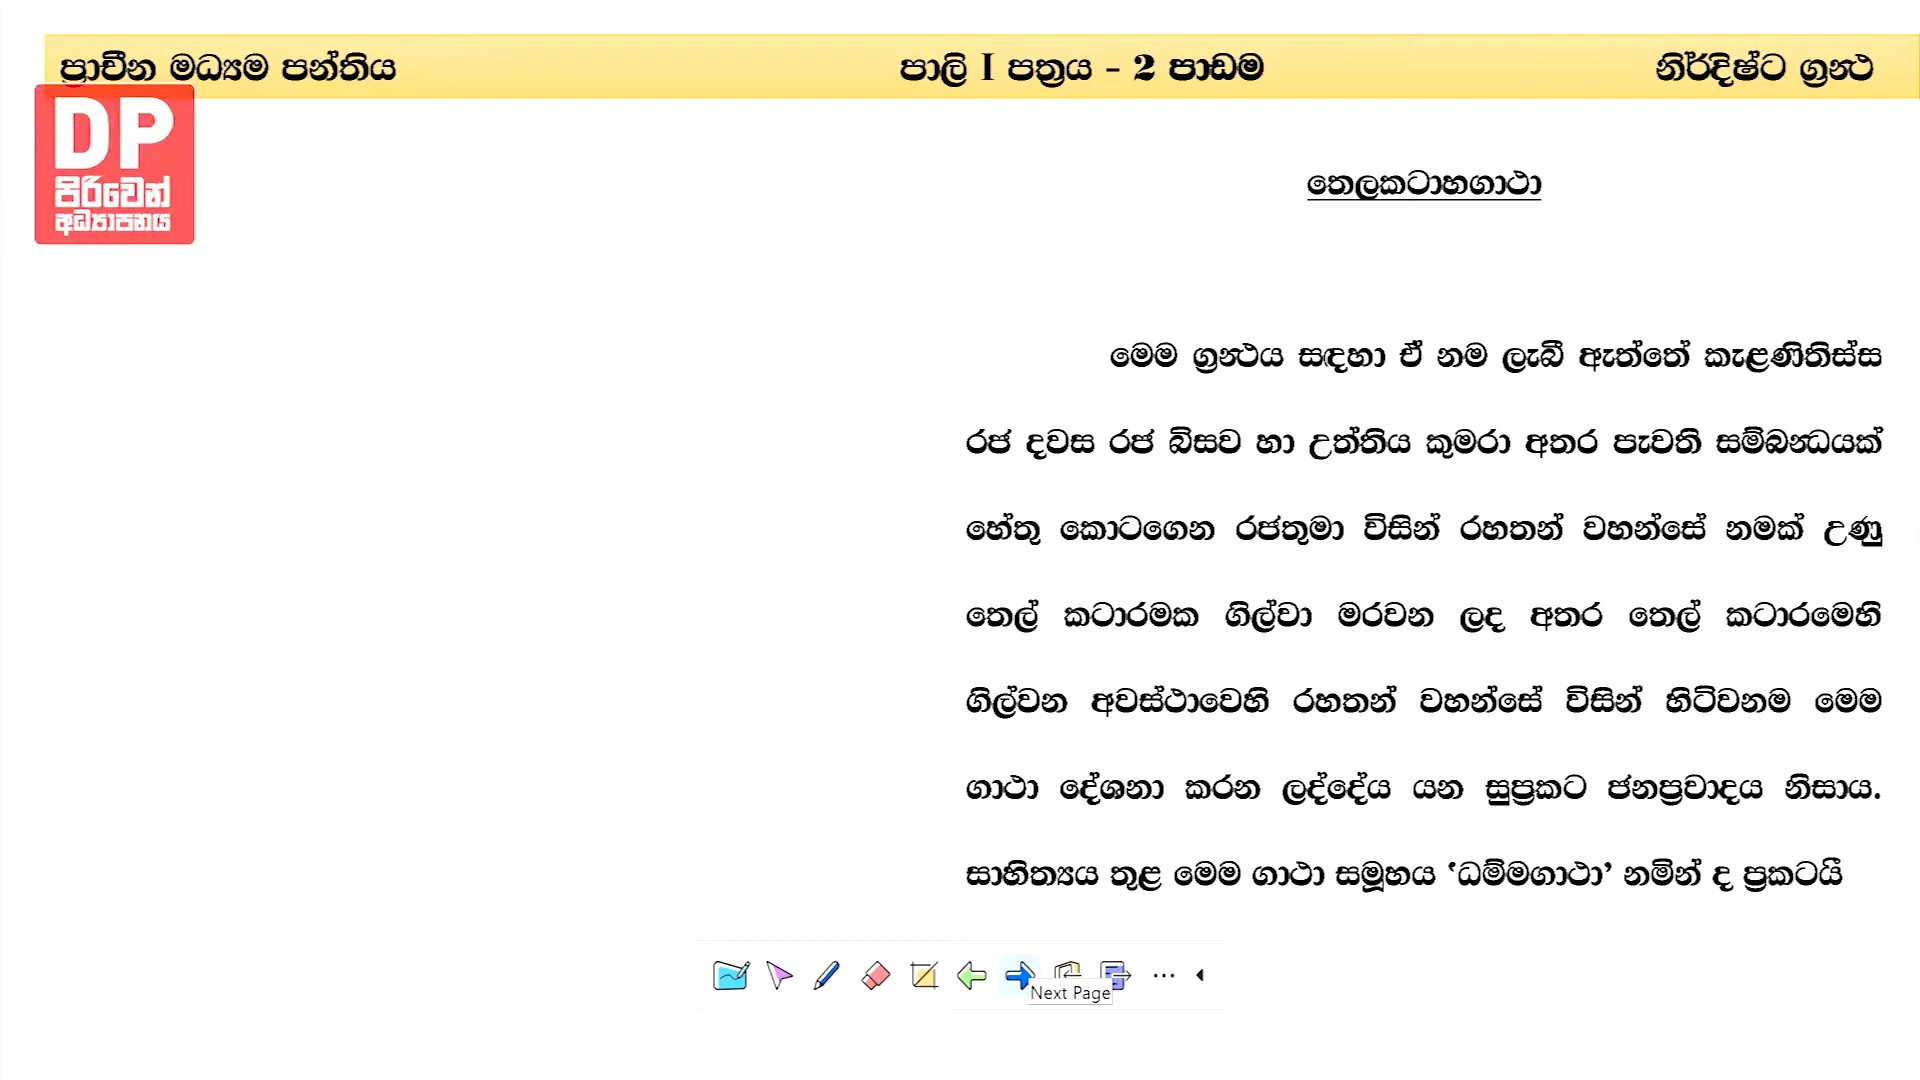 ප්‍රාචීන මධ්‍යම පන්තිය
පාලි I පත්‍රය - 2 පාඩම
නිර්දිෂ්ට ග්‍රන්ථ
DP
පිරිවෙන්
අධ්‍යාපනය
තෙලකටාහගාථා
මෙම ග්‍රන්ථය සඳහා ඒ නම ලැබී ඇත්තේ කැළණිතිස්ස
රජ දවස රජ බිසව හා උත්තිය කුමරා අතර පැවති සම්බන්ධයක්
හේතු කොටගෙන රජතුමා විසින් රහතන් වහන්සේ නමක් උණු
තෙල් කටාරමක ගිල්වා මරවන ලද අතර තෙල් කටාරමෙහි
ගිල්වන අවස්ථාවෙහි රහතන් වහන්සේ විසින් හිටිවනම මෙම
ගාථා දේශනා කරන ලද්දේය යන සුප්‍රකට ජනප්‍රවාදය නිසාය.
සාහිත්‍යය තුළ මෙම ගාථා සමූහය ‘ධම්මගාථා’ නමින් ද ප්‍රකටයී
Next Page